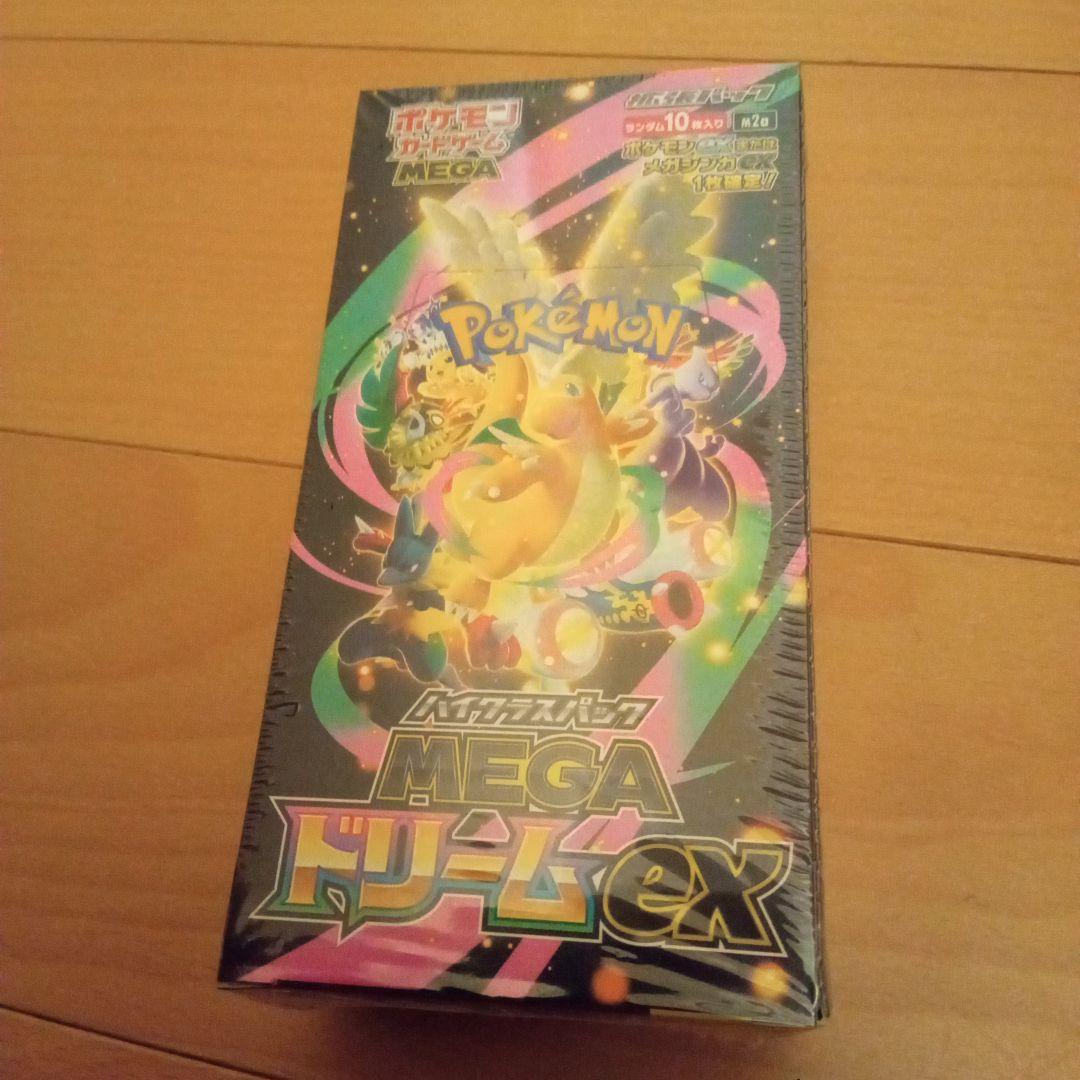 ポケモン
カードゲーム
MEGA
拡張パック
ランダム10枚入り M2a
ポケモンexまたは
メガシンカex
1枚確定!
POKéMON
ハイクラスパック
MEGA
ドリームex